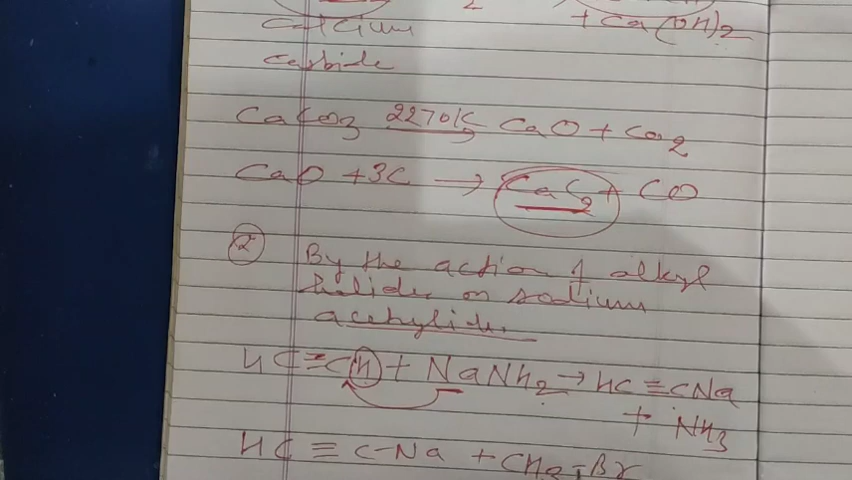 + Ca(OH)2
Calcium
Carbide
CaCO3 2270K → CaO + CO2
CaO + 3C → CaC2 + CO
2 By the action of alkyl
halides on sodium
acetylides
HC≡CH + NaNH2 → HC≡CNa
+ NH3
HC≡C-Na + CH3-Br